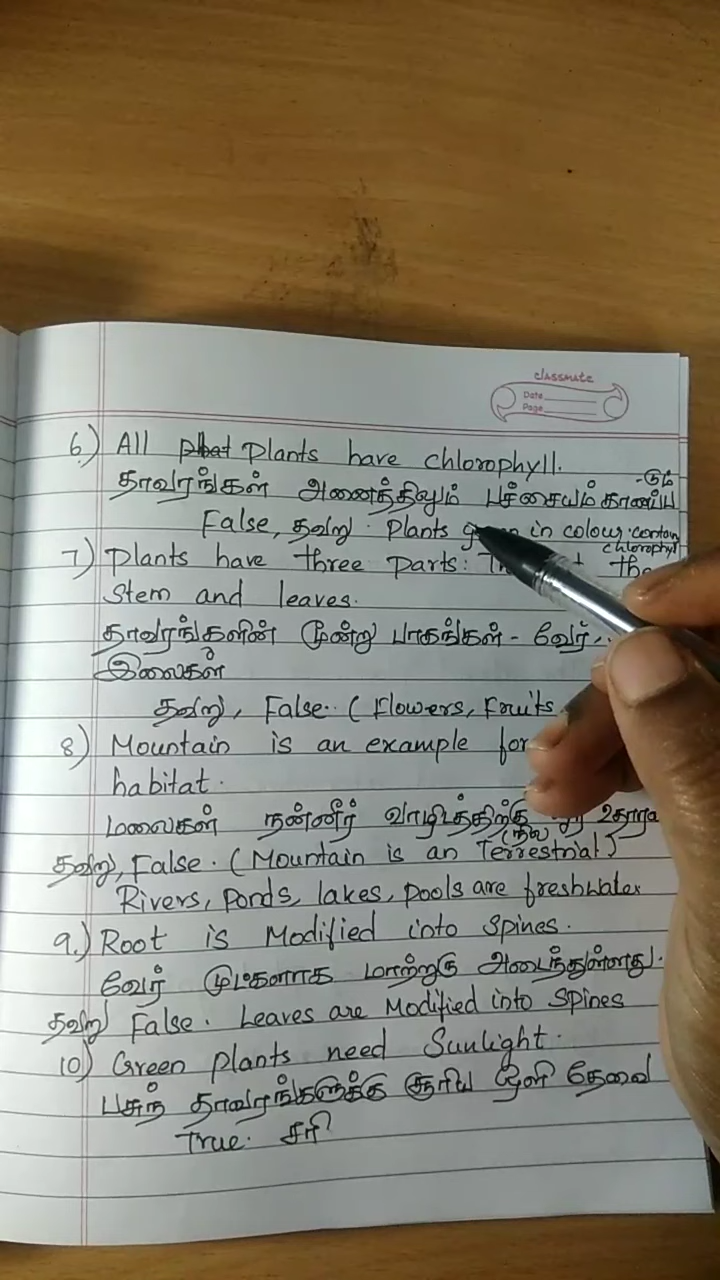 classmate
Date
Page
6.) All plants have chlorophyll.
-கும்
தாவரங்கள் அனைத்திலும் பச்சையம் காணப்ப
False, தவறு. Plants in colour contain
chlorophyl
7) Plants have three parts: the
Stem and leaves.
தாவரங்களின் மூன்று பாகங்கள் - வேர்,
இலைகள்
தவறு, False. (Flowers, Fruits
8) Mountain is an example for
habitat.
மலைகள் நன்னீர் வாழிடத்திற்கு
(நில
தவறு, False. (Mountain is an Terrestrial)
Rivers, ponds, lakes, pools are freshwater
9.) Root is Modified into Spines.
வேர் முட்களாக மாற்றுரு அடைந்துள்ளது.
தவறு False. Leaves are Modified into Spines
10) Green plants need Sunlight.
பசுந் தாவரங்களுக்கு சூரிய ஒளி தேவை
True. சரி